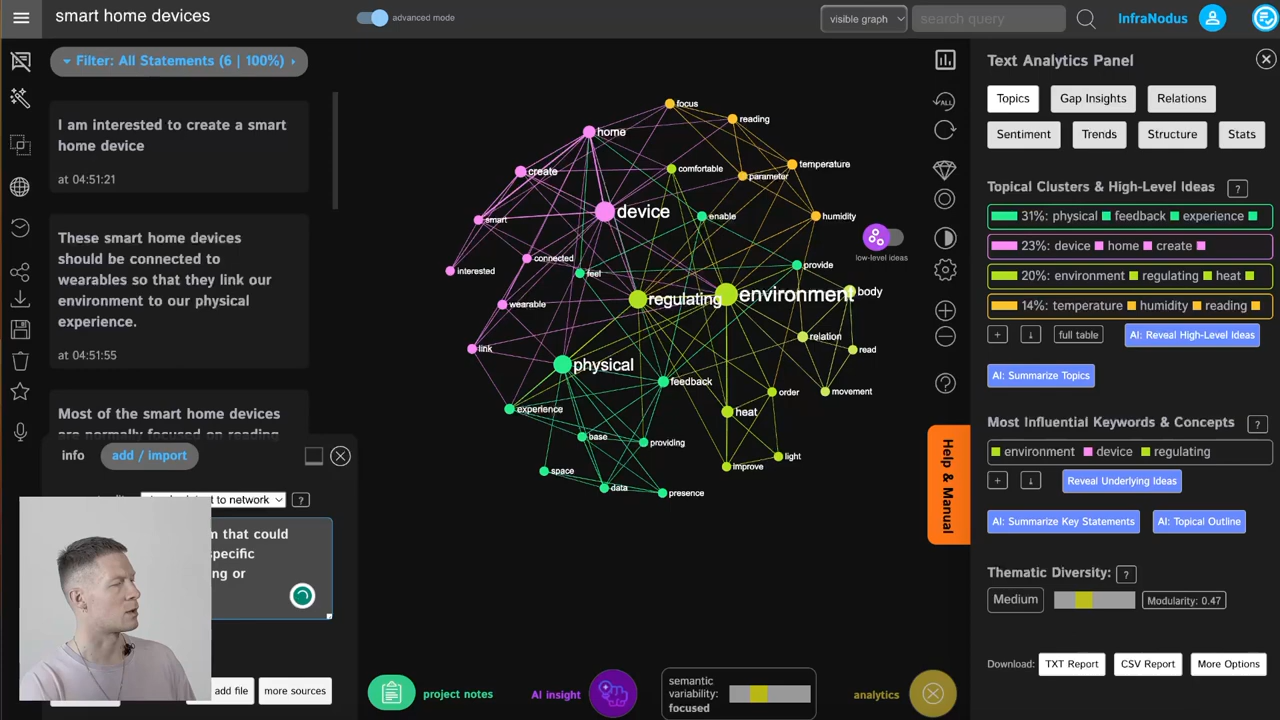 smart home devices
advanced mode
visible graph
search query
InfraNodus
Filter: All Statements (6 | 100%)
I am interested to create a smart
home device
at 04:51:21
These smart home devices
should be connected to
wearables so that they link our
environment to our physical
experience.
at 04:51:55
Most of the smart home devices
are normally focused on reading
info
add / import
to network
?
m that could
specific
ng or
add file
more sources
focus
reading
home
temperature
comfortable
create
parameter
device
enable
smart
humidity
low-level ideas
connected
provide
interested
feel
regulating
environment
body
wearable
relation
link
read
physical
feedback
movement
order
experience
heat
base
providing
light
improve
space
data
presence
Help & Manual
project notes
AI insight
semantic
variability:
focused
analytics
Text Analytics Panel
Topics
Gap Insights
Relations
Sentiment
Trends
Structure
Stats
Topical Clusters & High-Level Ideas
?
31%: physical feedback experience
23%: device home create
20%: environment regulating heat
14%: temperature humidity reading
+
↓
full table
AI: Reveal High-Level Ideas
AI: Summarize Topics
Most Influential Keywords & Concepts
?
environment device regulating
+
↓
Reveal Underlying Ideas
AI: Summarize Key Statements
AI: Topical Outline
Thematic Diversity:
?
Medium
Modularity: 0.47
Download:
TXT Report
CSV Report
More Options